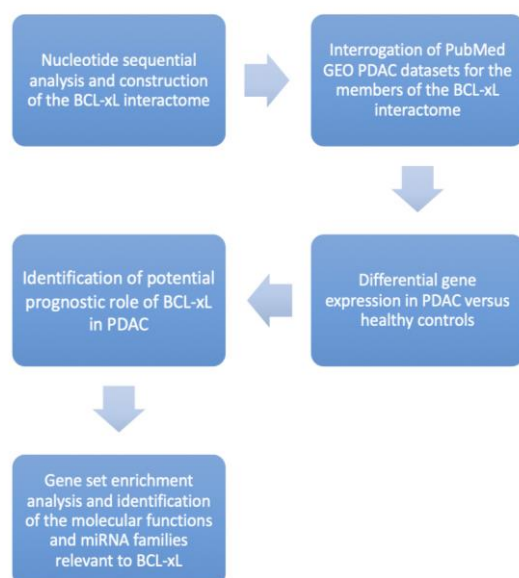 Nucleotide sequential
analysis and construction
of the BCL-xL interactome
Interrogation of PubMed
GEO PDAC datasets for the
members of the BCL-xL
interactome
Differential gene
expression in PDAC versus
healthy controls
Identification of potential
prognostic role of BCL-xL
in PDAC
Gene set enrichment
analysis and identification
of the molecular functions
and miRNA families
relevant to BCL-xL